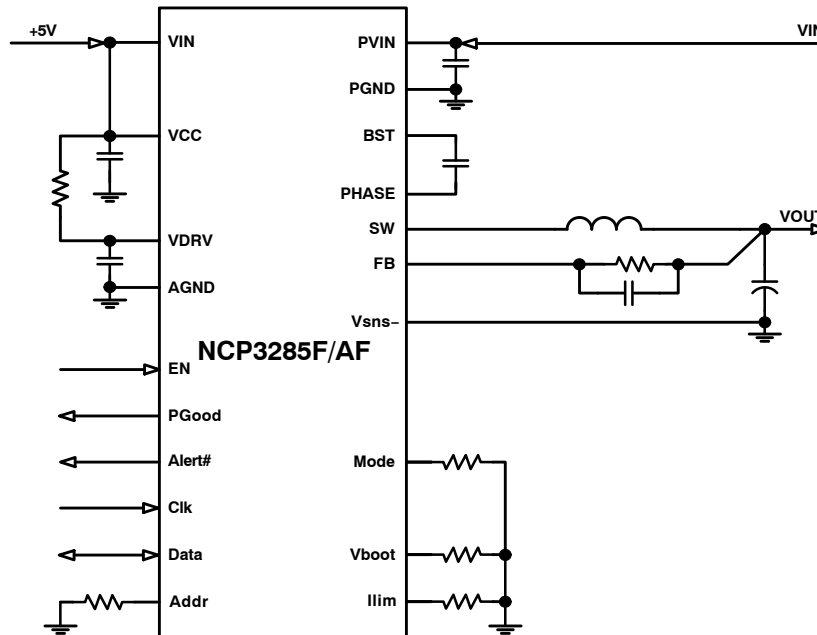 +5V
VIN
PVIN
VIN
PGND
VCC
BST
PHASE
SW
VOUT
VDRV
FB
AGND
Vsns-
NCP3285F/AF
EN
PGood
Alert#
Mode
Clk
Data
Vboot
Addr
Ilim